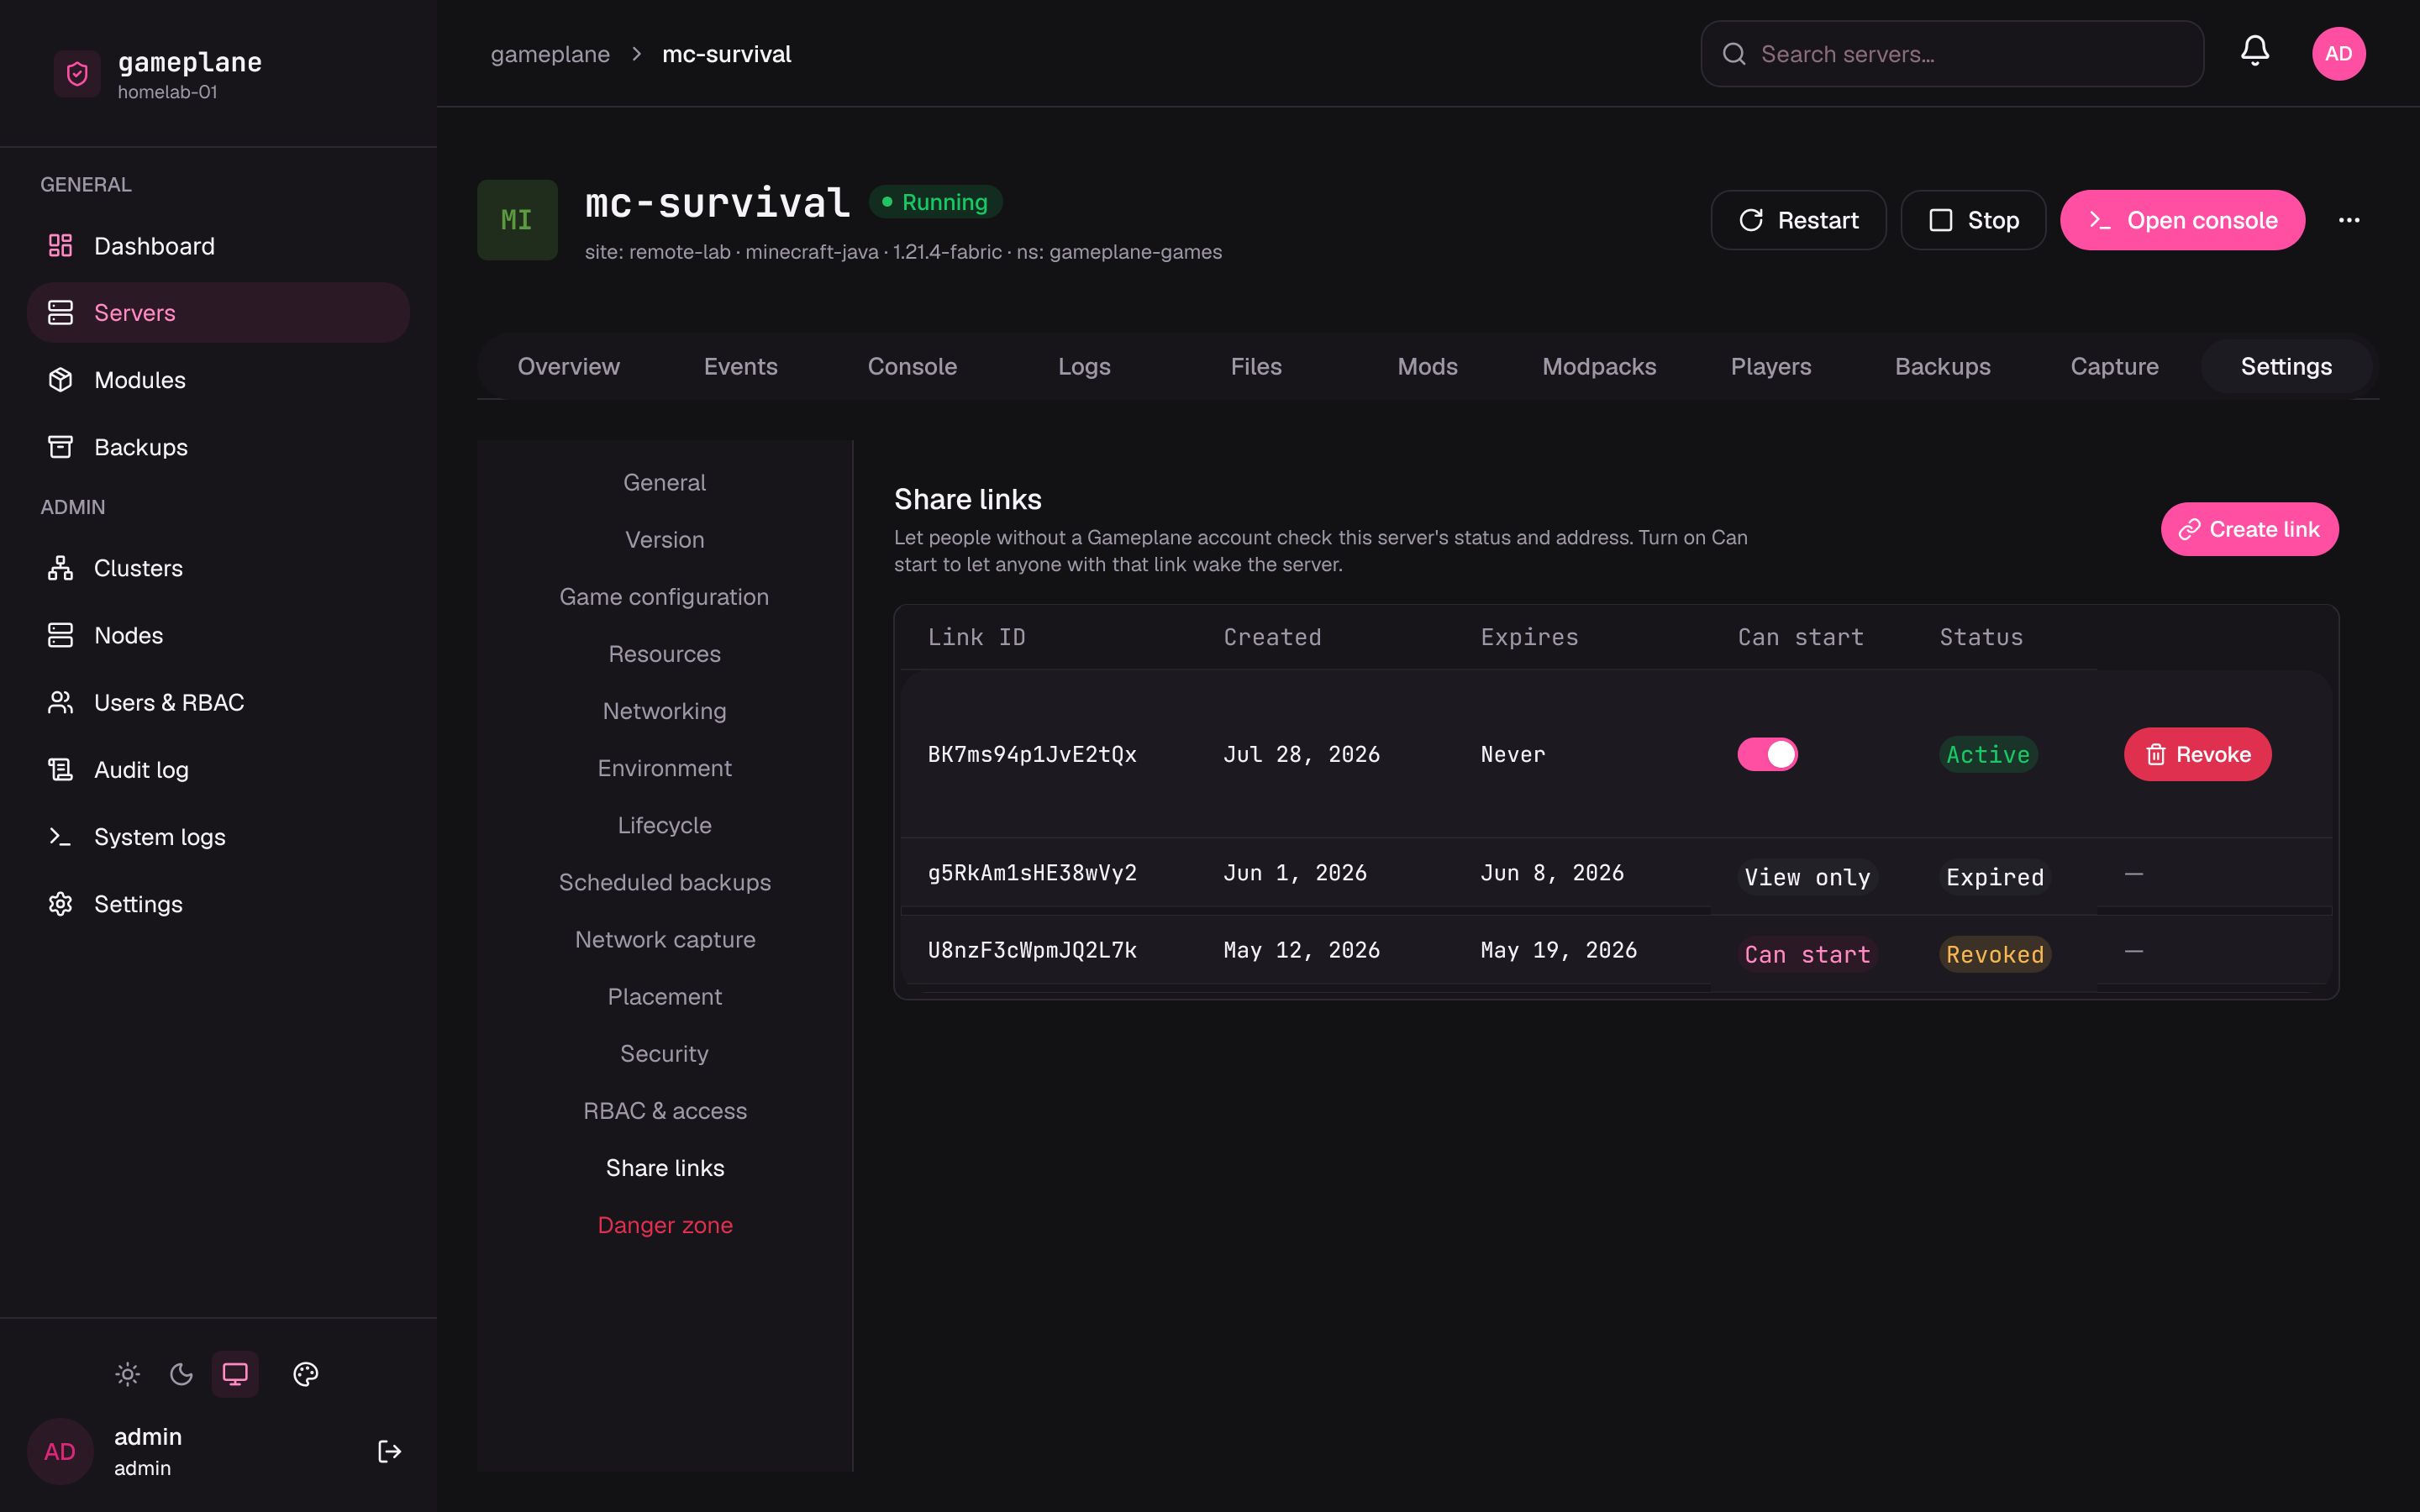 gameplane
homelab-01
GENERAL
Dashboard
Servers
Modules
Backups
ADMIN
Clusters
Nodes
Users & RBAC
Audit log
System logs
Settings
AD
admin
admin
gameplane > mc-survival
Search servers...
AD
MI
mc-survival
Running
site: remote-lab · minecraft-java · 1.21.4-fabric · ns: gameplane-games
Restart
Stop
Open console
Overview Events Console Logs Files Mods Modpacks Players Backups Capture Settings
General
Version
Game configuration
Resources
Networking
Environment
Lifecycle
Scheduled backups
Network capture
Placement
Security
RBAC & access
Share links
Danger zone
Share links
Let people without a Gameplane account check this server's status and address. Turn on Can
start to let anyone with that link wake the server.
Create link
Link ID Created Expires Can start Status
BK7ms94p1JvE2tQx Jul 28, 2026 Never Active Revoke
g5RkAm1sHE38wVy2 Jun 1, 2026 Jun 8, 2026 View only Expired —
U8nzF3cWpmJQ2L7k May 12, 2026 May 19, 2026 Can start Revoked —